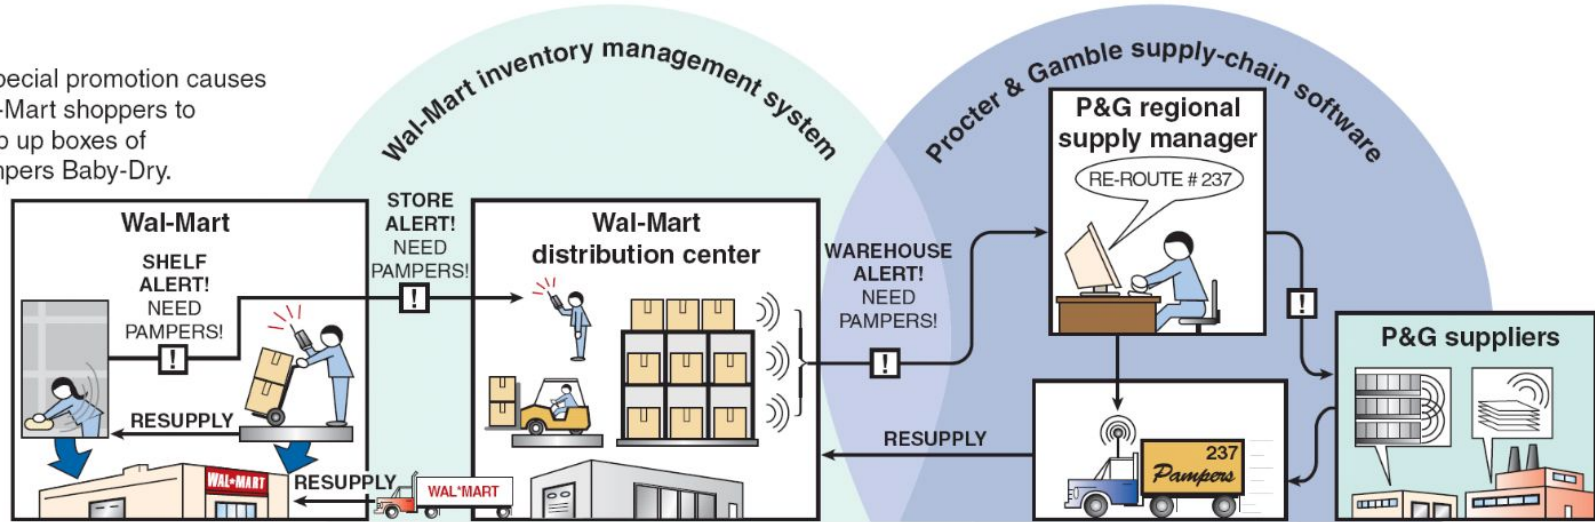 pecial promotion causes
-Mart shoppers to
up boxes of
pers Baby-Dry.
Wal-Mart inventory management system
Procter & Gamble supply-chain software
Wal-Mart
SHELF
ALERT!
NEED
PAMPERS!
!
RESUPPLY
WAL*MART
STORE
ALERT!
NEED
PAMPERS!
!
RESUPPLY
WAL*MART
Wal-Mart
distribution center
WAREHOUSE
ALERT!
NEED
PAMPERS!
!
RESUPPLY
P&G regional
supply manager
RE-ROUTE # 237
!
237
Pampers
P&G suppliers